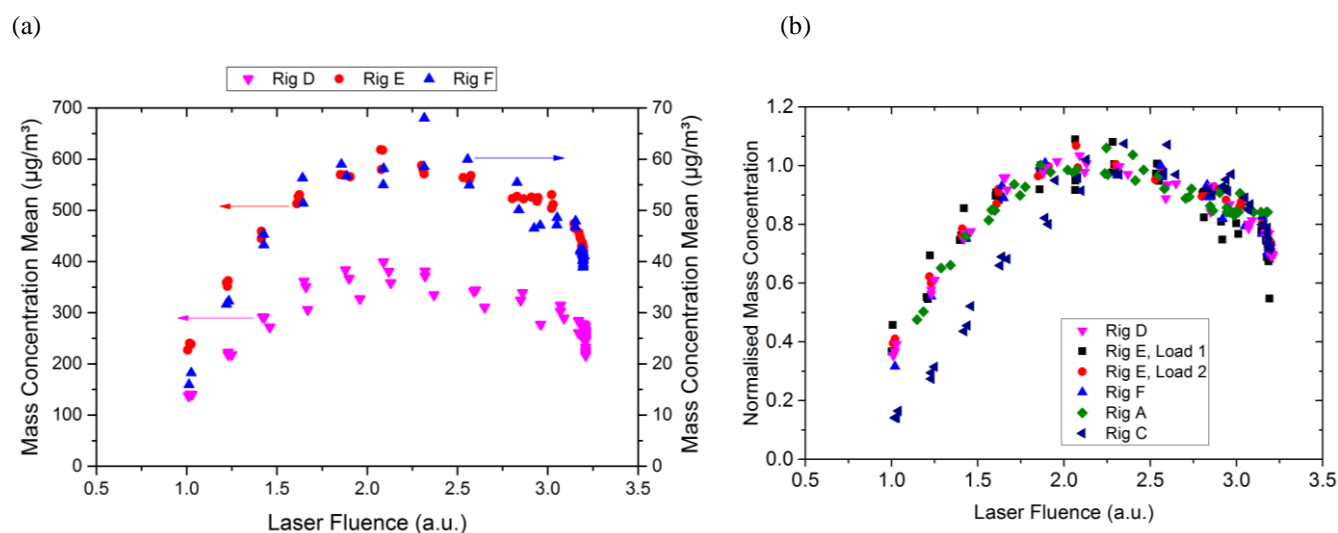 (a)
(b)
Rig D Rig E Rig F
700
600
500
400
300
200
100
0
70
60
50
40
30
20
10
0
0.5 1.0 1.5 2.0 2.5 3.0 3.5
Mass Concentration Mean (µg/m³)
Mass Concentration Mean (µg/m³)
Laser Fluence (a.u.)
1.2
1.0
0.8
0.6
0.4
0.2
0.0
0.5 1.0 1.5 2.0 2.5 3.0 3.5
Normalised Mass Concentration
Laser Fluence (a.u.)
Rig D
Rig E, Load 1
Rig E, Load 2
Rig F
Rig A
Rig C